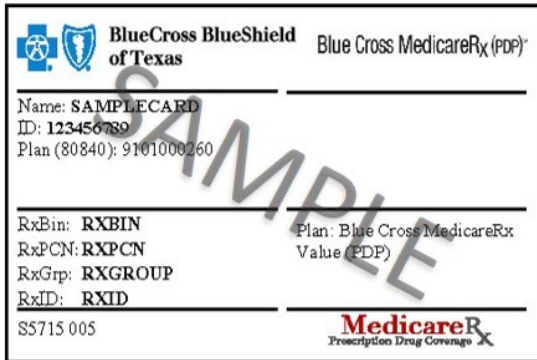 BlueCross BlueShield
of Texas
Blue Cross MedicareRx (PDP)℠
Name: SAMPLECARD
ID: 123456789
Plan (80840): 9101000260
SAMPLE
RxBin: RXBIN
RxPCN: RXPCN
RxGrp: RXGROUP
RxID: RXID
Plan: Blue Cross MedicareRx
Value (PDP)
S5715 005
MedicareRx
Prescription Drug Coverage